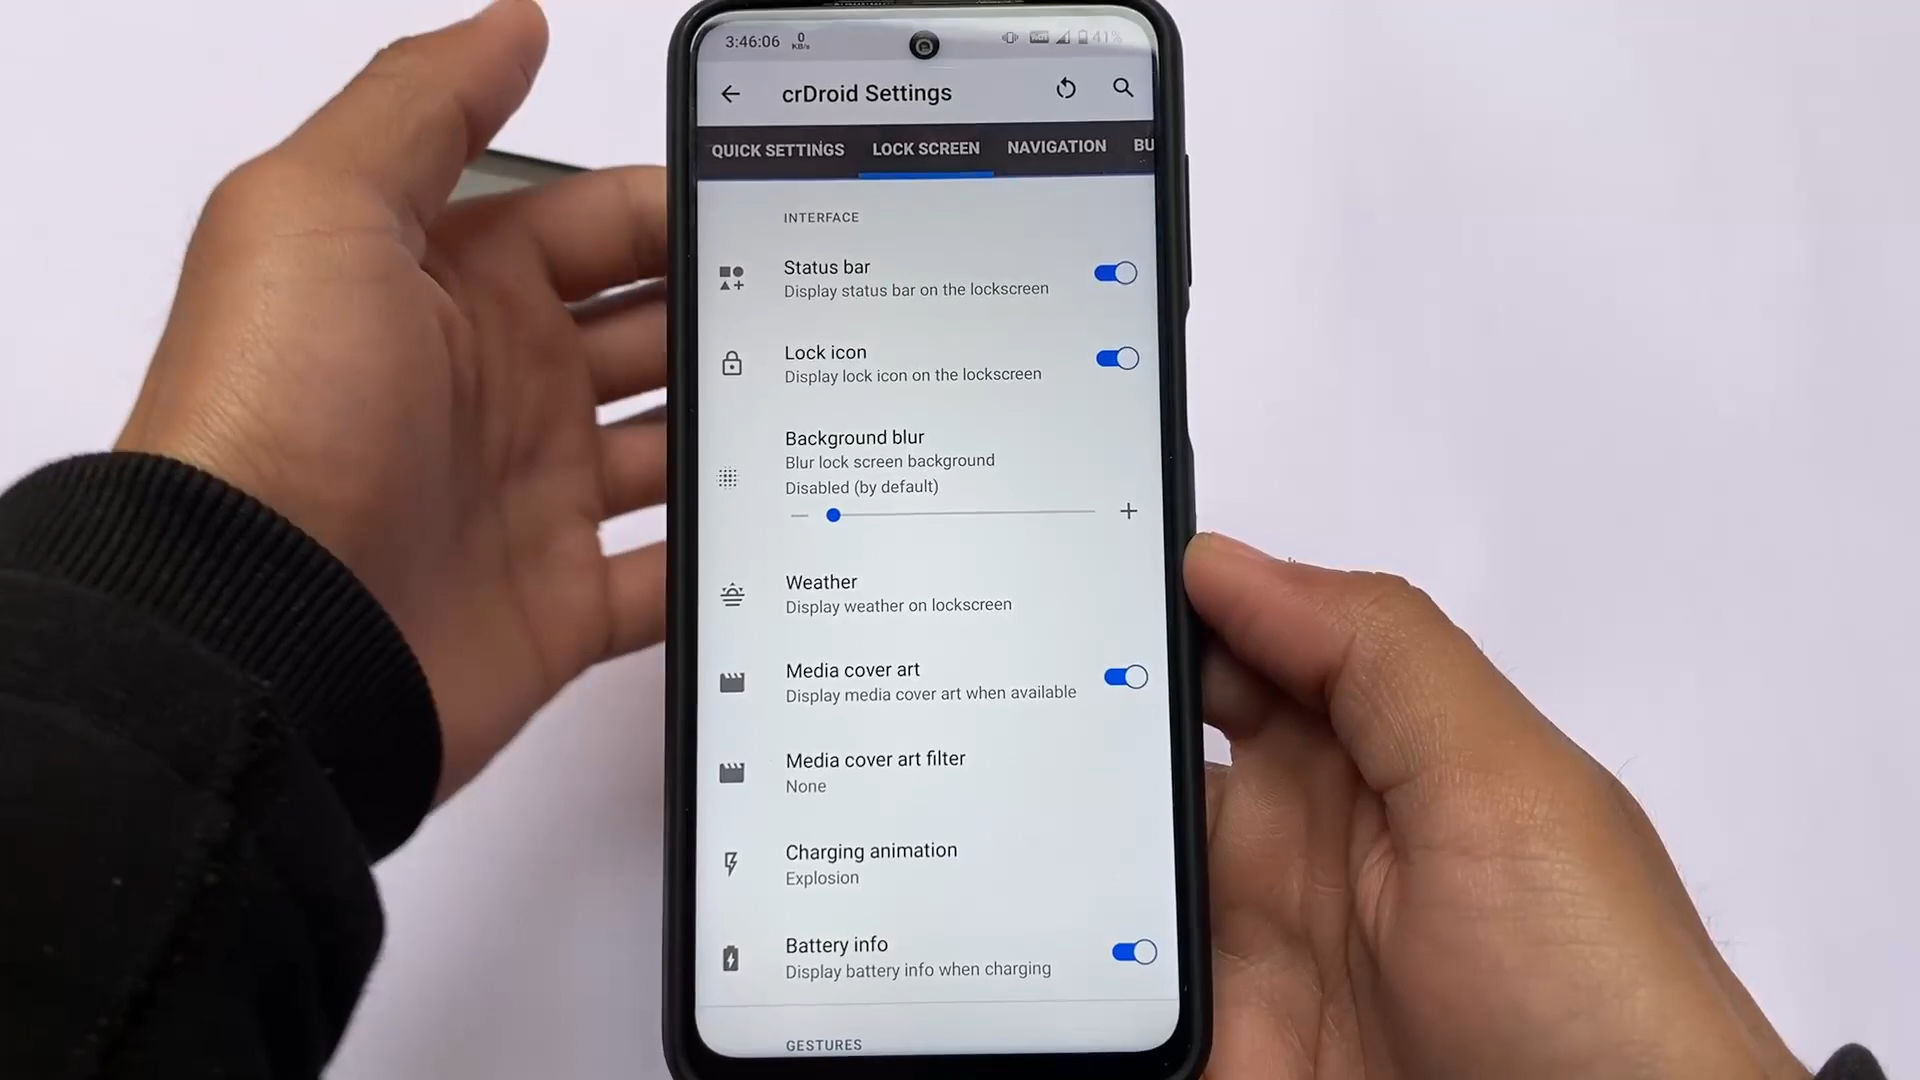 3:46:06 0 KB/s 41%
crDroid Settings
QUICK SETTINGS LOCK SCREEN NAVIGATION BU
INTERFACE
Status bar
Display status bar on the lockscreen
Lock icon
Display lock icon on the lockscreen
Background blur
Blur lock screen background
Disabled (by default)
Weather
Display weather on lockscreen
Media cover art
Display media cover art when available
Media cover art filter
None
Charging animation
Explosion
Battery info
Display battery info when charging
GESTURES